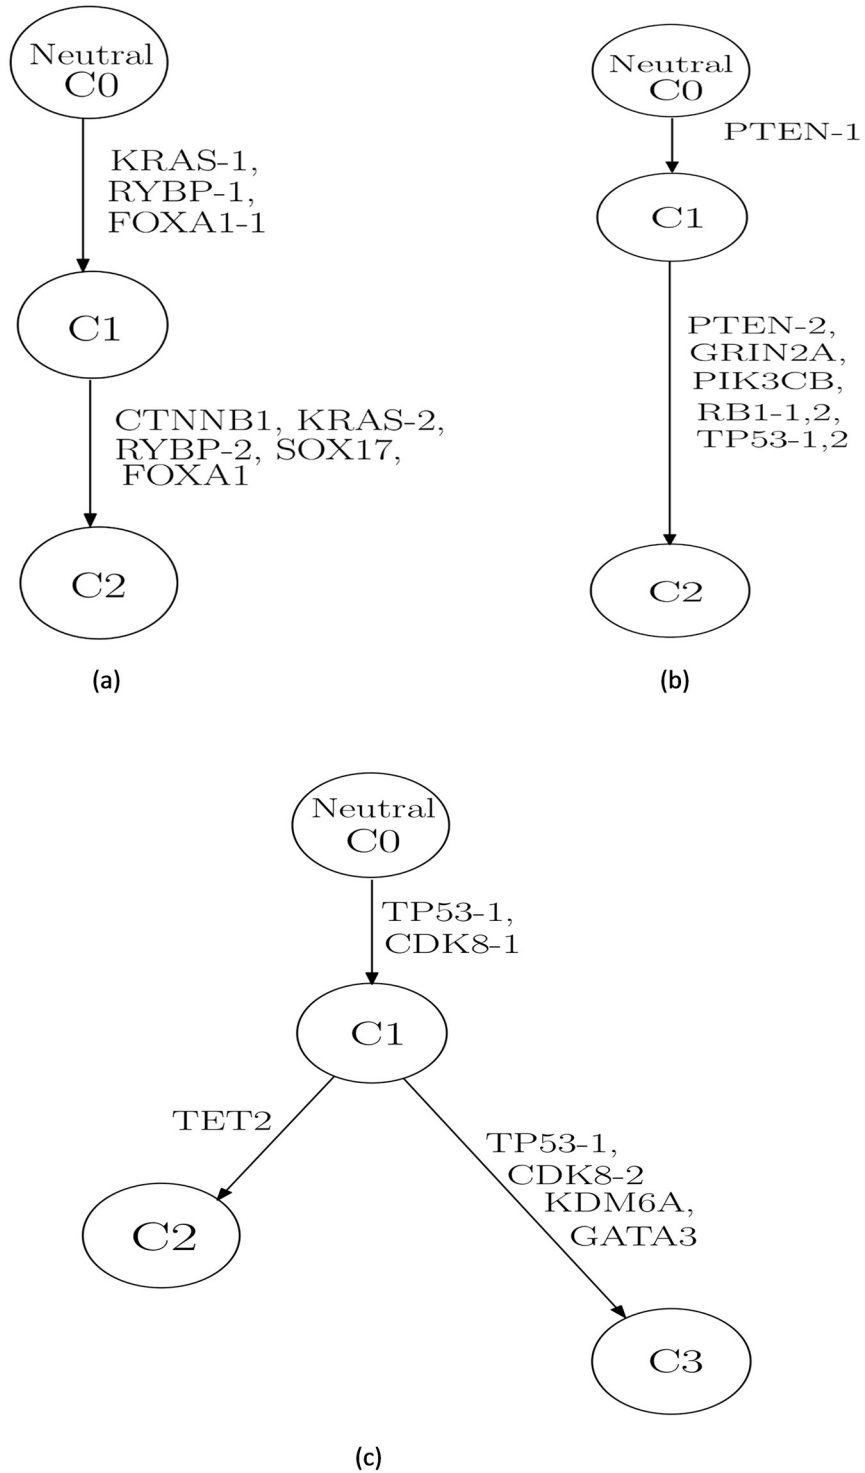 Neutral
C0
KRAS-1,
RYBP-1,
FOXA1-1
C1
CTNNB1, KRAS-2,
RYBP-2, SOX17,
FOXA1
C2
(a)
Neutral
C0
PTEN-1
C1
PTEN-2,
GRIN2A,
PIK3CB,
RB1-1,2,
TP53-1,2
C2
(b)
Neutral
C0
TP53-1,
CDK8-1
C1
TET2
C2
TP53-1,
CDK8-2
KDM6A,
GATA3
C3
(c)